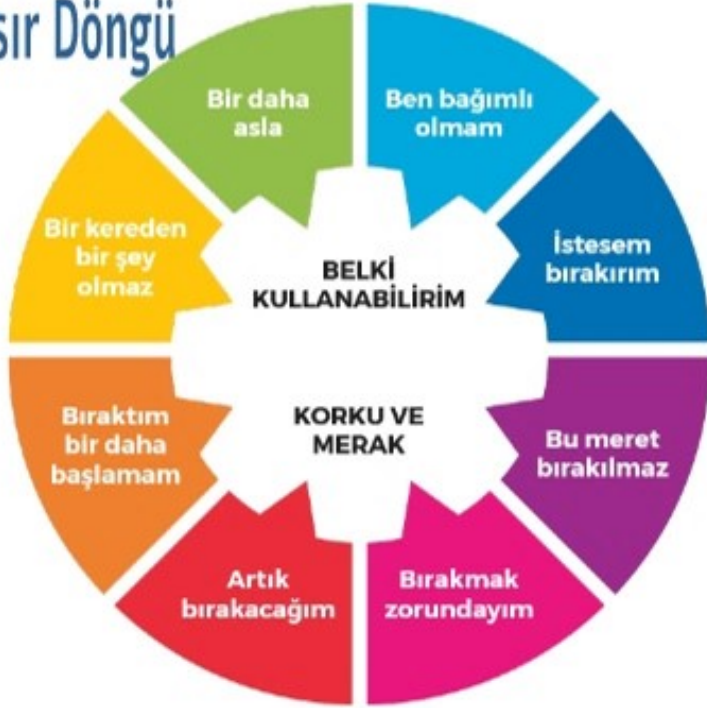 Döngü
Bir daha
asla
Ben bağımlı
olmam
İstesem
bırakırım
Bu meret
bırakılmaz
Bırakmak
zorundayım
Artık
bırakacağım
Bıraktım
bir daha
başlamam
Bir kereden
bir şey
olmaz
BELKİ
KULLANABİLİRİM
KORKU VE
MERAK